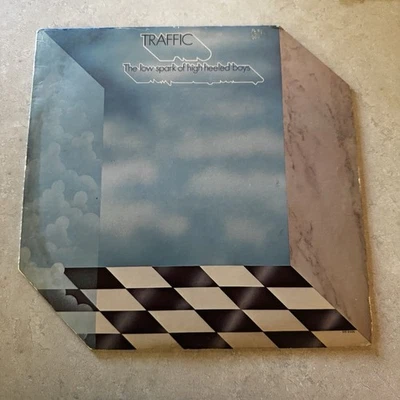 TRAFFIC
The low spark of high heeled boys